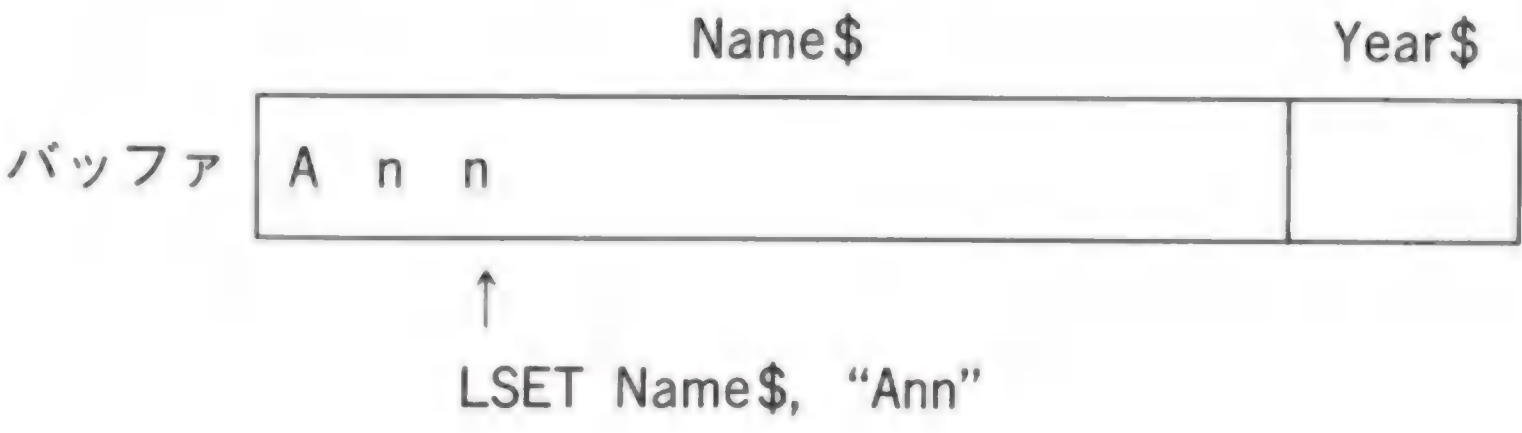 Name$ Year$
バッファ A n n
↑
LSET Name$, “Ann”